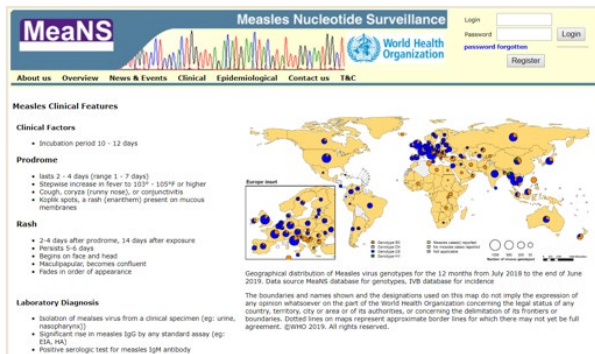 MeaNS
Measles Nucleotide Surveillance
World Health
Organization
Login
Password
Login
password forgotten
Register
About us Overview News & Events Clinical Epidemiological Contact us T&C
Measles Clinical Features
Clinical Factors
• Incubation period 10 - 12 days
Prodrome
• lasts 2 - 4 days (range 1 - 7 days)
• Stepwise increase in fever to 103° - 105°F or higher
• Cough, coryza (runny nose), or conjunctivitis
• Koplik spots, a rash (enanthem) present on mucous
membranes
Rash
• 2-4 days after prodrome, 14 days after exposure
• Persists 5-6 days
• Begins on face and head
• Maculipapular, becomes confluent
• Fades in order of appearance
Laboratory Diagnosis
• Isolation of mealses virus from a clinical specimen (eg: urine,
nasopharynx))
• Significant rise in measles IgG by any standard assay (eg:
EIA, HA)
• Positive serologic test for measles IgM antibody
Europe inset
Geographical distribution of Measles virus genotypes for the 12 months from July 2018 to the end of June
2019. Data source MeaNS database for genotypes, IVB database for incidence
The boundaries and names shown and the designations used on this map do not imply the expression of
any opinion whatsoever on the part of the World Health Organization concerning the legal status of any
country, territory, city or area or of its authorities, or concerning the delimitation of its frontiers or
boundaries. Dotted lines on maps represent approximate border lines for which there may not yet be full
agreement. ©WHO 2019. All rights reserved.